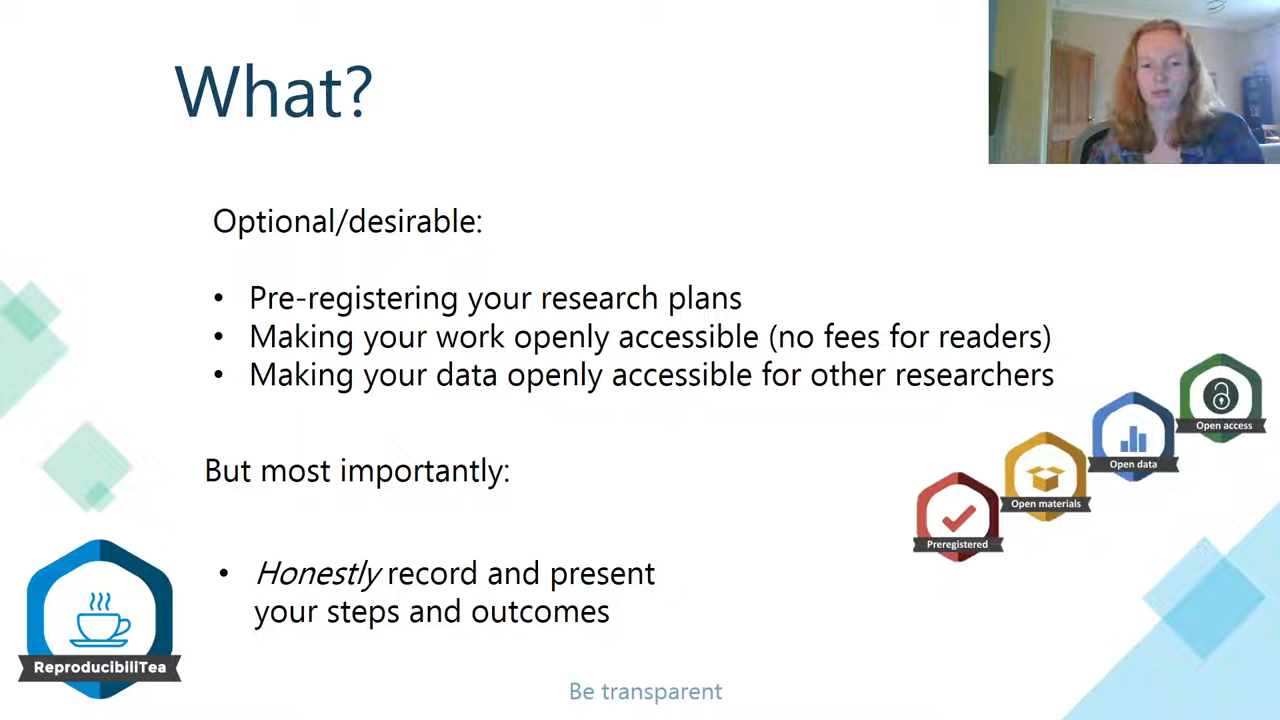 What?
Optional/desirable:
• Pre-registering your research plans
• Making your work openly accessible (no fees for readers)
• Making your data openly accessible for other researchers
Open access
Open data
But most importantly:
Open materials
Preregistered
• Honestly record and present
your steps and outcomes
ReproducibiliTea
Be transparent